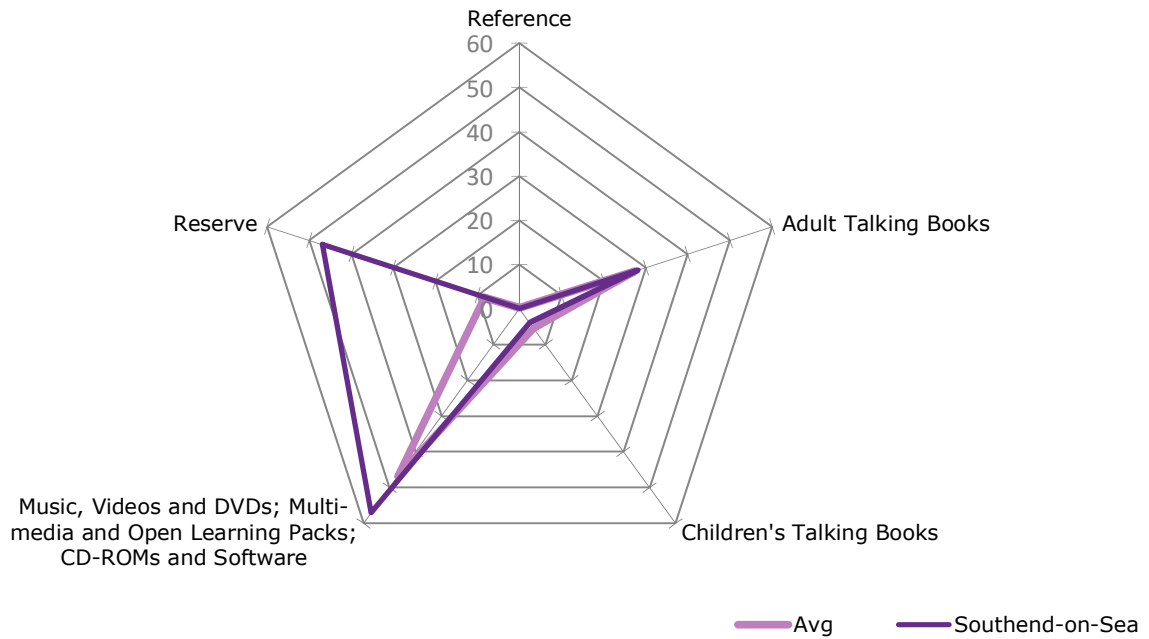 Reference
60
50
40
30
20
10
0
Reserve
Adult Talking Books
Music, Videos and DVDs; Multi-
media and Open Learning Packs;
CD-ROMs and Software
Children's Talking Books
Avg
Southend-on-Sea